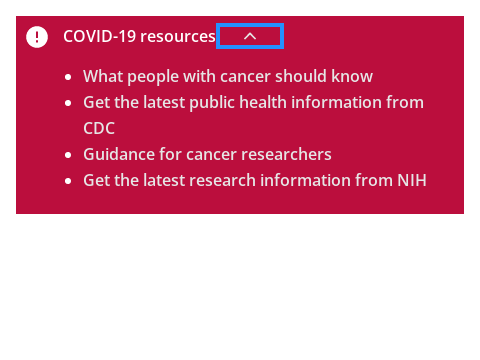 COVID-19 resources
What people with cancer should know
Get the latest public health information from
CDC
Guidance for cancer researchers
Get the latest research information from NIH